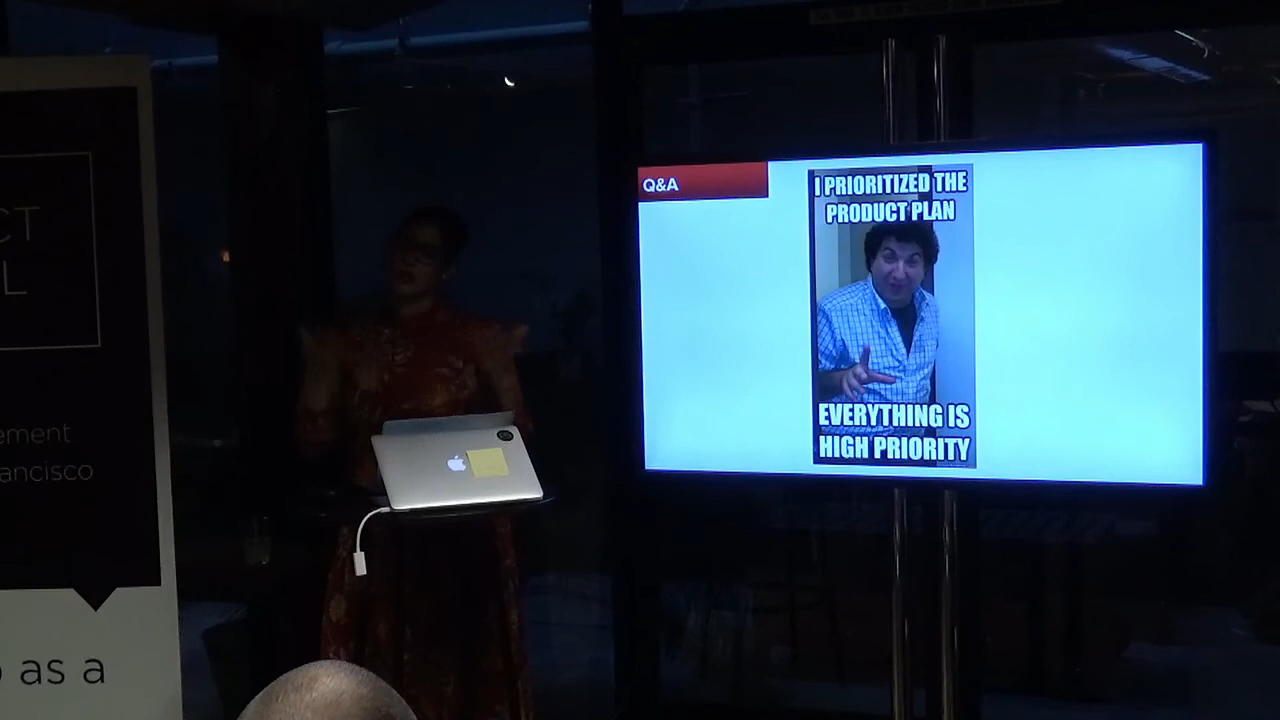 CT
L
ement
ancisco
as a
Q&A
I PRIORITIZED THE
PRODUCT PLAN
EVERYTHING IS
HIGH PRIORITY